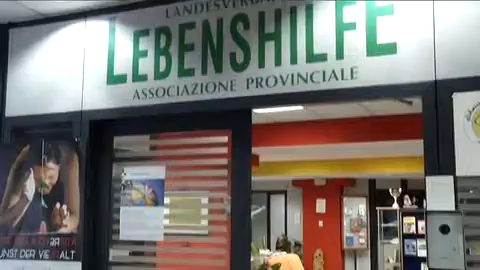 LANDESVERBAND
LEBENSHILFE
ASSOCIAZIONE PROVINCIALE
UNST DER VIELFALT